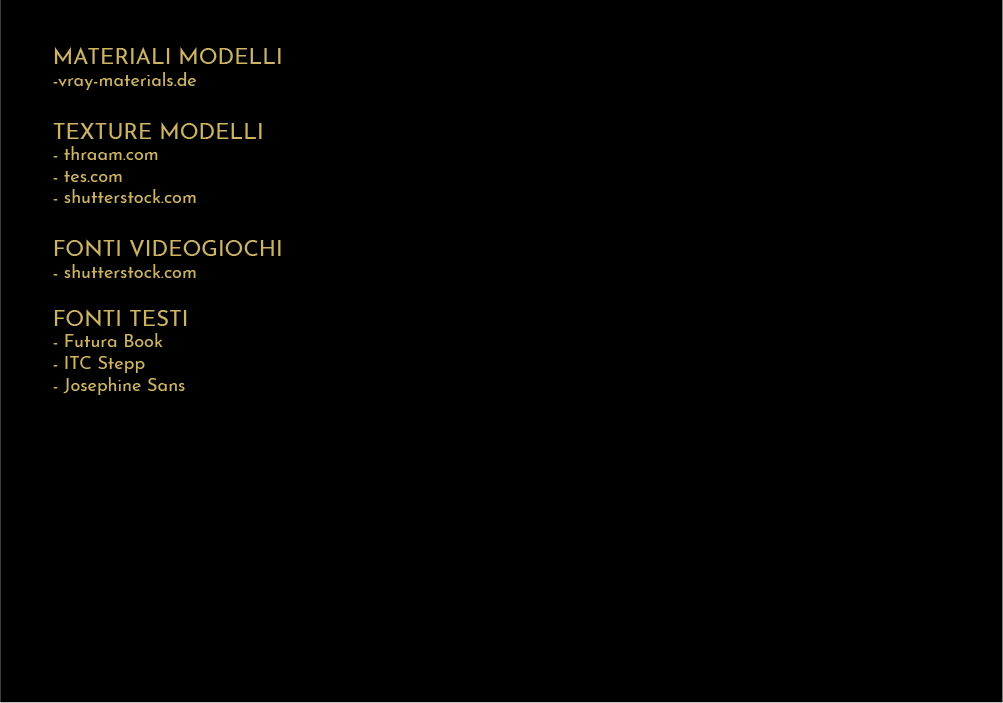 MATERIALI MODELLI
-vray-materials.de
TEXTURE MODELLI
- thraam.com
- tes.com
- shutterstock.com
FONTI VIDEOGIOCHI
- shutterstock.com
FONTI TESTI
- Futura Book
- ITC Stepp
- Josephine Sans